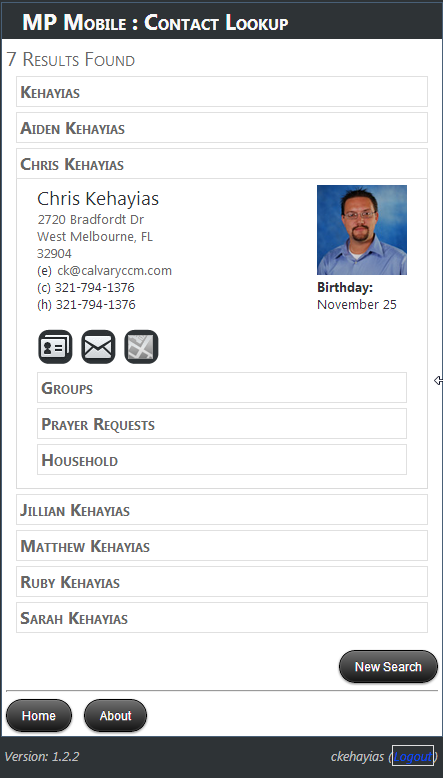 MP Mobile : Contact Lookup
7 Results Found
Kehayias
Aiden Kehayias
Chris Kehayias
Chris Kehayias
2720 Bradfordt Dr
West Melbourne, FL
32904
(e) ck@calvaryccm.com
(c) 321-794-1376
(h) 321-794-1376
Birthday:
November 25
Groups
Prayer Requests
Household
Jillian Kehayias
Matthew Kehayias
Ruby Kehayias
Sarah Kehayias
New Search
Home About
Version: 1.2.2 ckehayias (Logout)